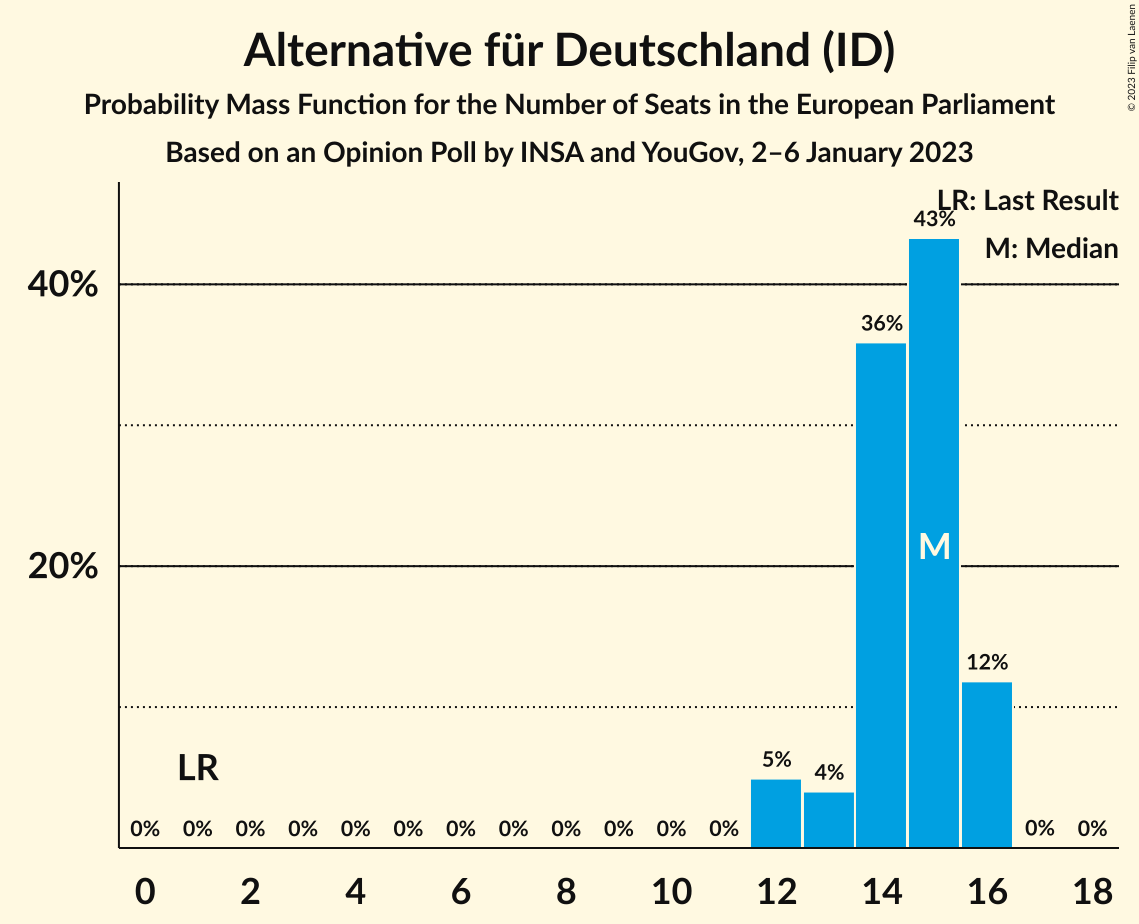 Alternative für Deutschland (ID)
Probability Mass Function for the Number of Seats in the European Parliament
Based on an Opinion Poll by INSA and YouGov, 2–6 January 2023
© 2023 Filip van Laenen
LR: Last Result
M: Median
43%
40%
36%
M
20%
12%
LR
5%
4%
0% 0% 0% 0% 0% 0% 0% 0% 0% 0% 0% 0% 0% 0%
0 2 4 6 8 10 12 14 16 18